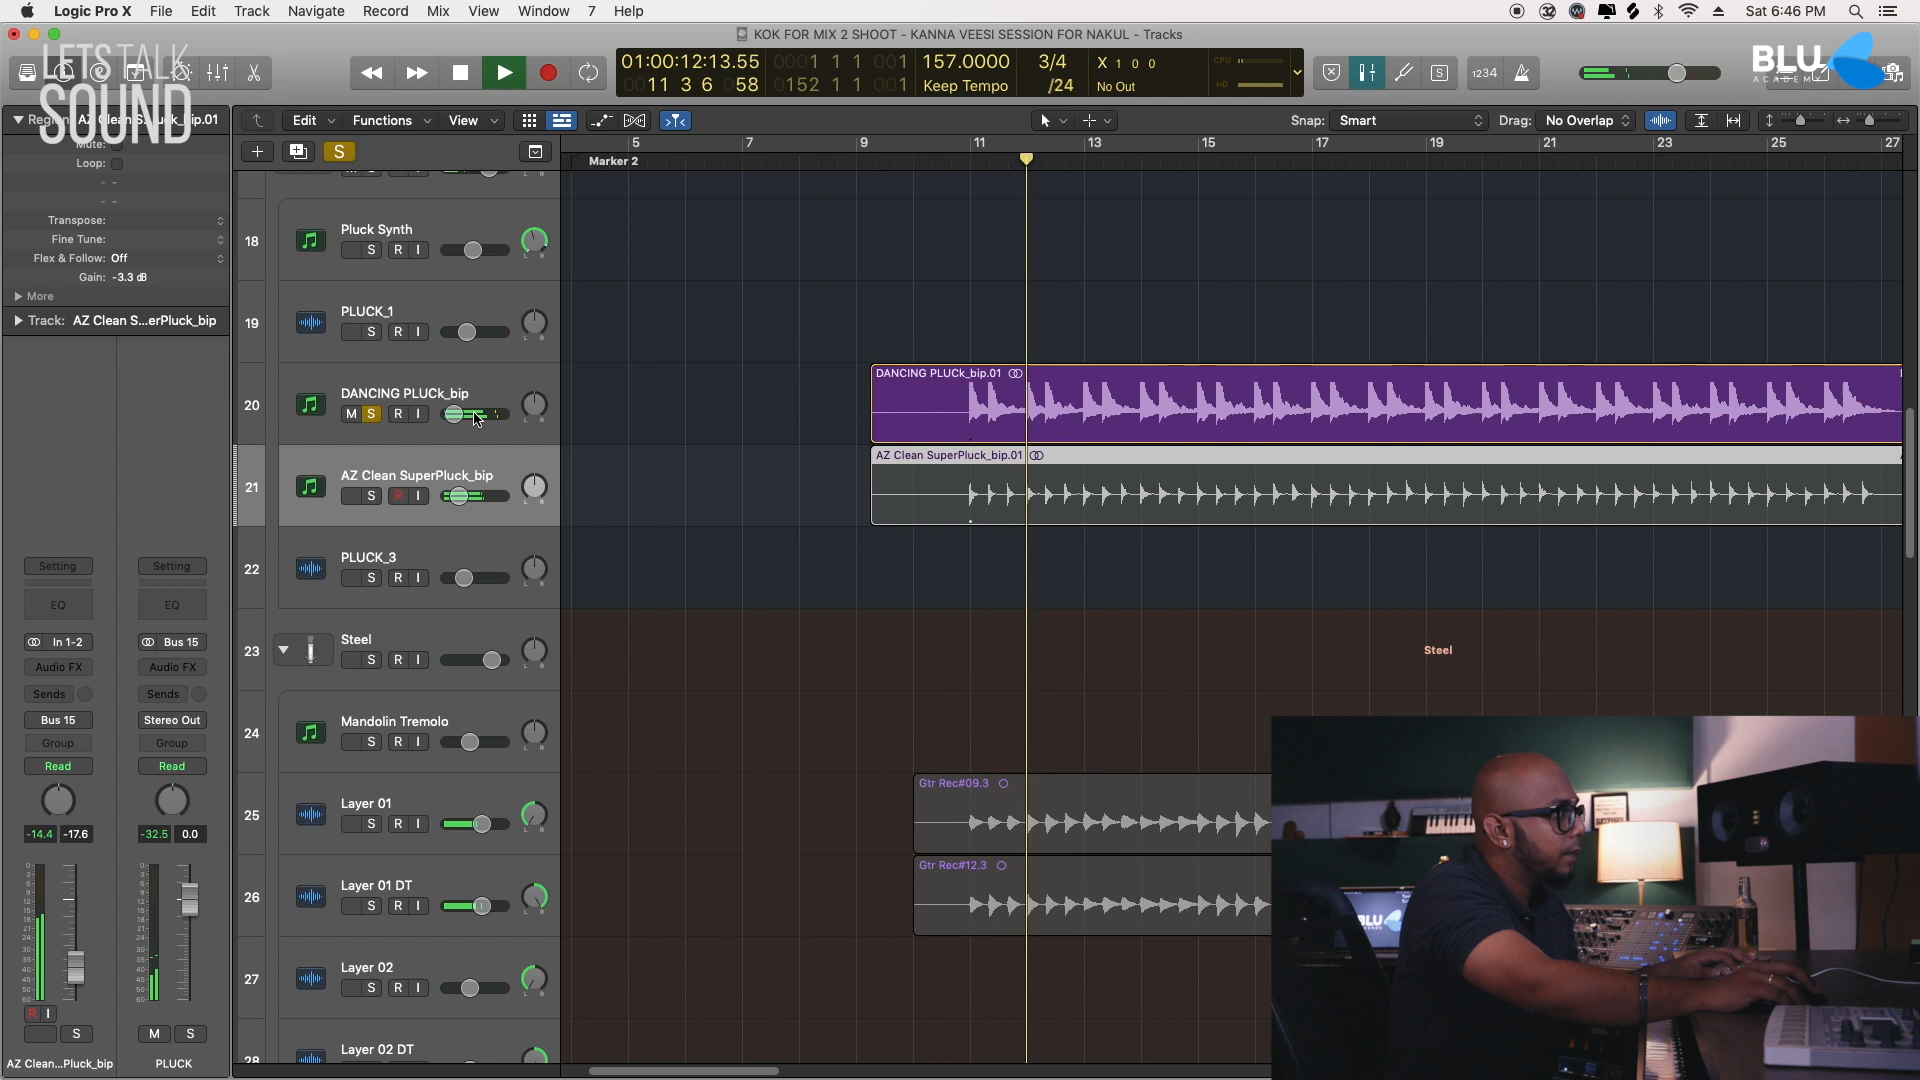 Logic Pro X File Edit Track Navigate Record Mix View Window 7 Help
32
Sat 6:46 PM
KOK FOR MIX 2 SHOOT - KANNA VEESI SESSION FOR NAKUL - Tracks
LETS TALK
SOUND
01:00:12:13.55 0001 1 1 001 157.0000 3/4 X 1 0 0 CPU
0011 3 6 058 0152 1 1 001 Keep Tempo /24 No Out HD
S 1234
BLU
ACADEMY
Region: AZ Clean S...Pluck_bip.01
Edit Functions View Snap: Smart Drag: No Overlap
Mute:
Loop:
Transpose:
Fine Tune:
Flex & Follow: Off
Gain: -3.3 dB
More
Track: AZ Clean S...erPluck_bip
S
5 7 9 11 13 15 17 19 21 23 25 27
Marker 2
18 Pluck Synth
S R I L R
19 PLUCK_1
S R I L R
20 DANCING PLUCk_bip
M S R I L R
DANCING PLUCk_bip.01
21 AZ Clean SuperPluck_bip
S R I L R
AZ Clean SuperPluck_bip.01
22 PLUCK_3
S R I L R
23 Steel
S R I L R
Steel
24 Mandolin Tremolo
S R I L R
25 Layer 01
S R I L R
Gtr Rec#09.3
26 Layer 01 DT
S R I L R
Gtr Rec#12.3
27 Layer 02
S R I L R
28 Layer 02 DT
Setting Setting
EQ EQ
In 1-2 Bus 15
Audio FX Audio FX
Sends Sends
Bus 15 Stereo Out
Group Group
Read Read
-14.4 -17.6 -32.5 0.0
R I
S M S
AZ Clean...Pluck_bip PLUCK
BLU